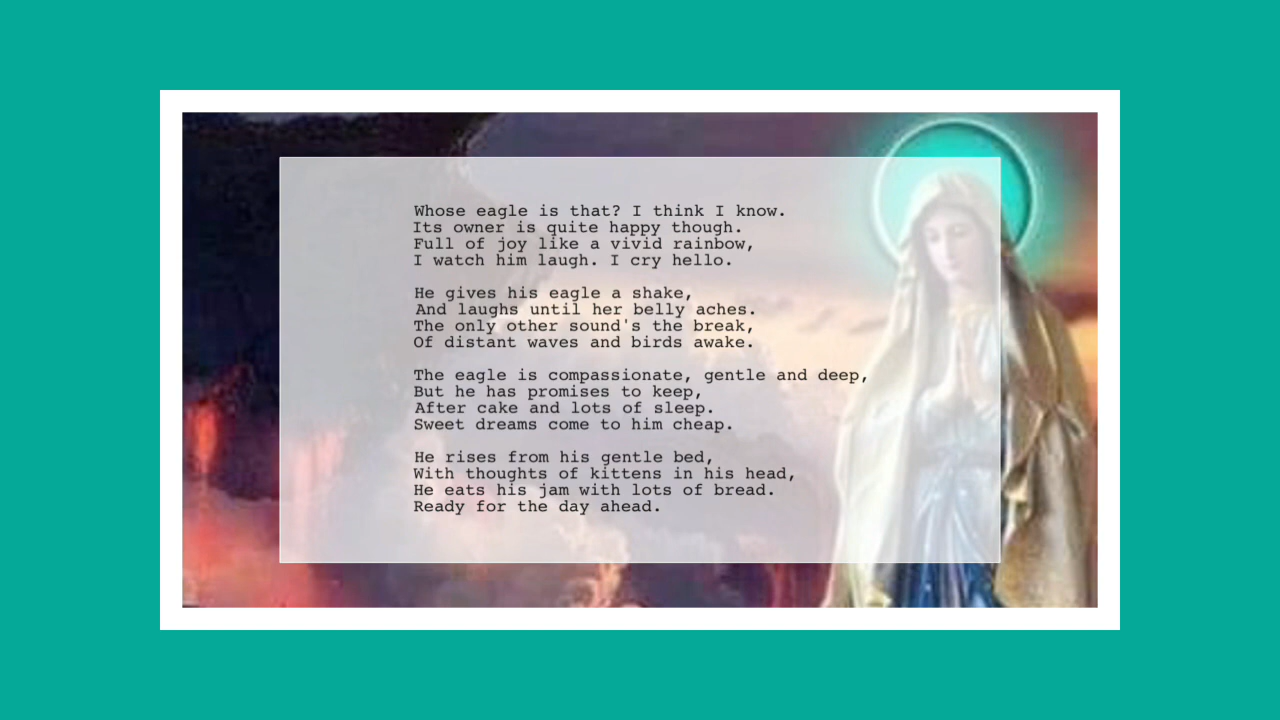 Whose eagle is that? I think I know.
Its owner is quite happy though.
Full of joy like a vivid rainbow,
I watch him laugh. I cry hello.
He gives his eagle a shake,
And laughs until her belly aches.
The only other sound's the break,
Of distant waves and birds awake.
The eagle is compassionate, gentle and deep,
But he has promises to keep,
After cake and lots of sleep.
Sweet dreams come to him cheap.
He rises from his gentle bed,
With thoughts of kittens in his head,
He eats his jam with lots of bread.
Ready for the day ahead.